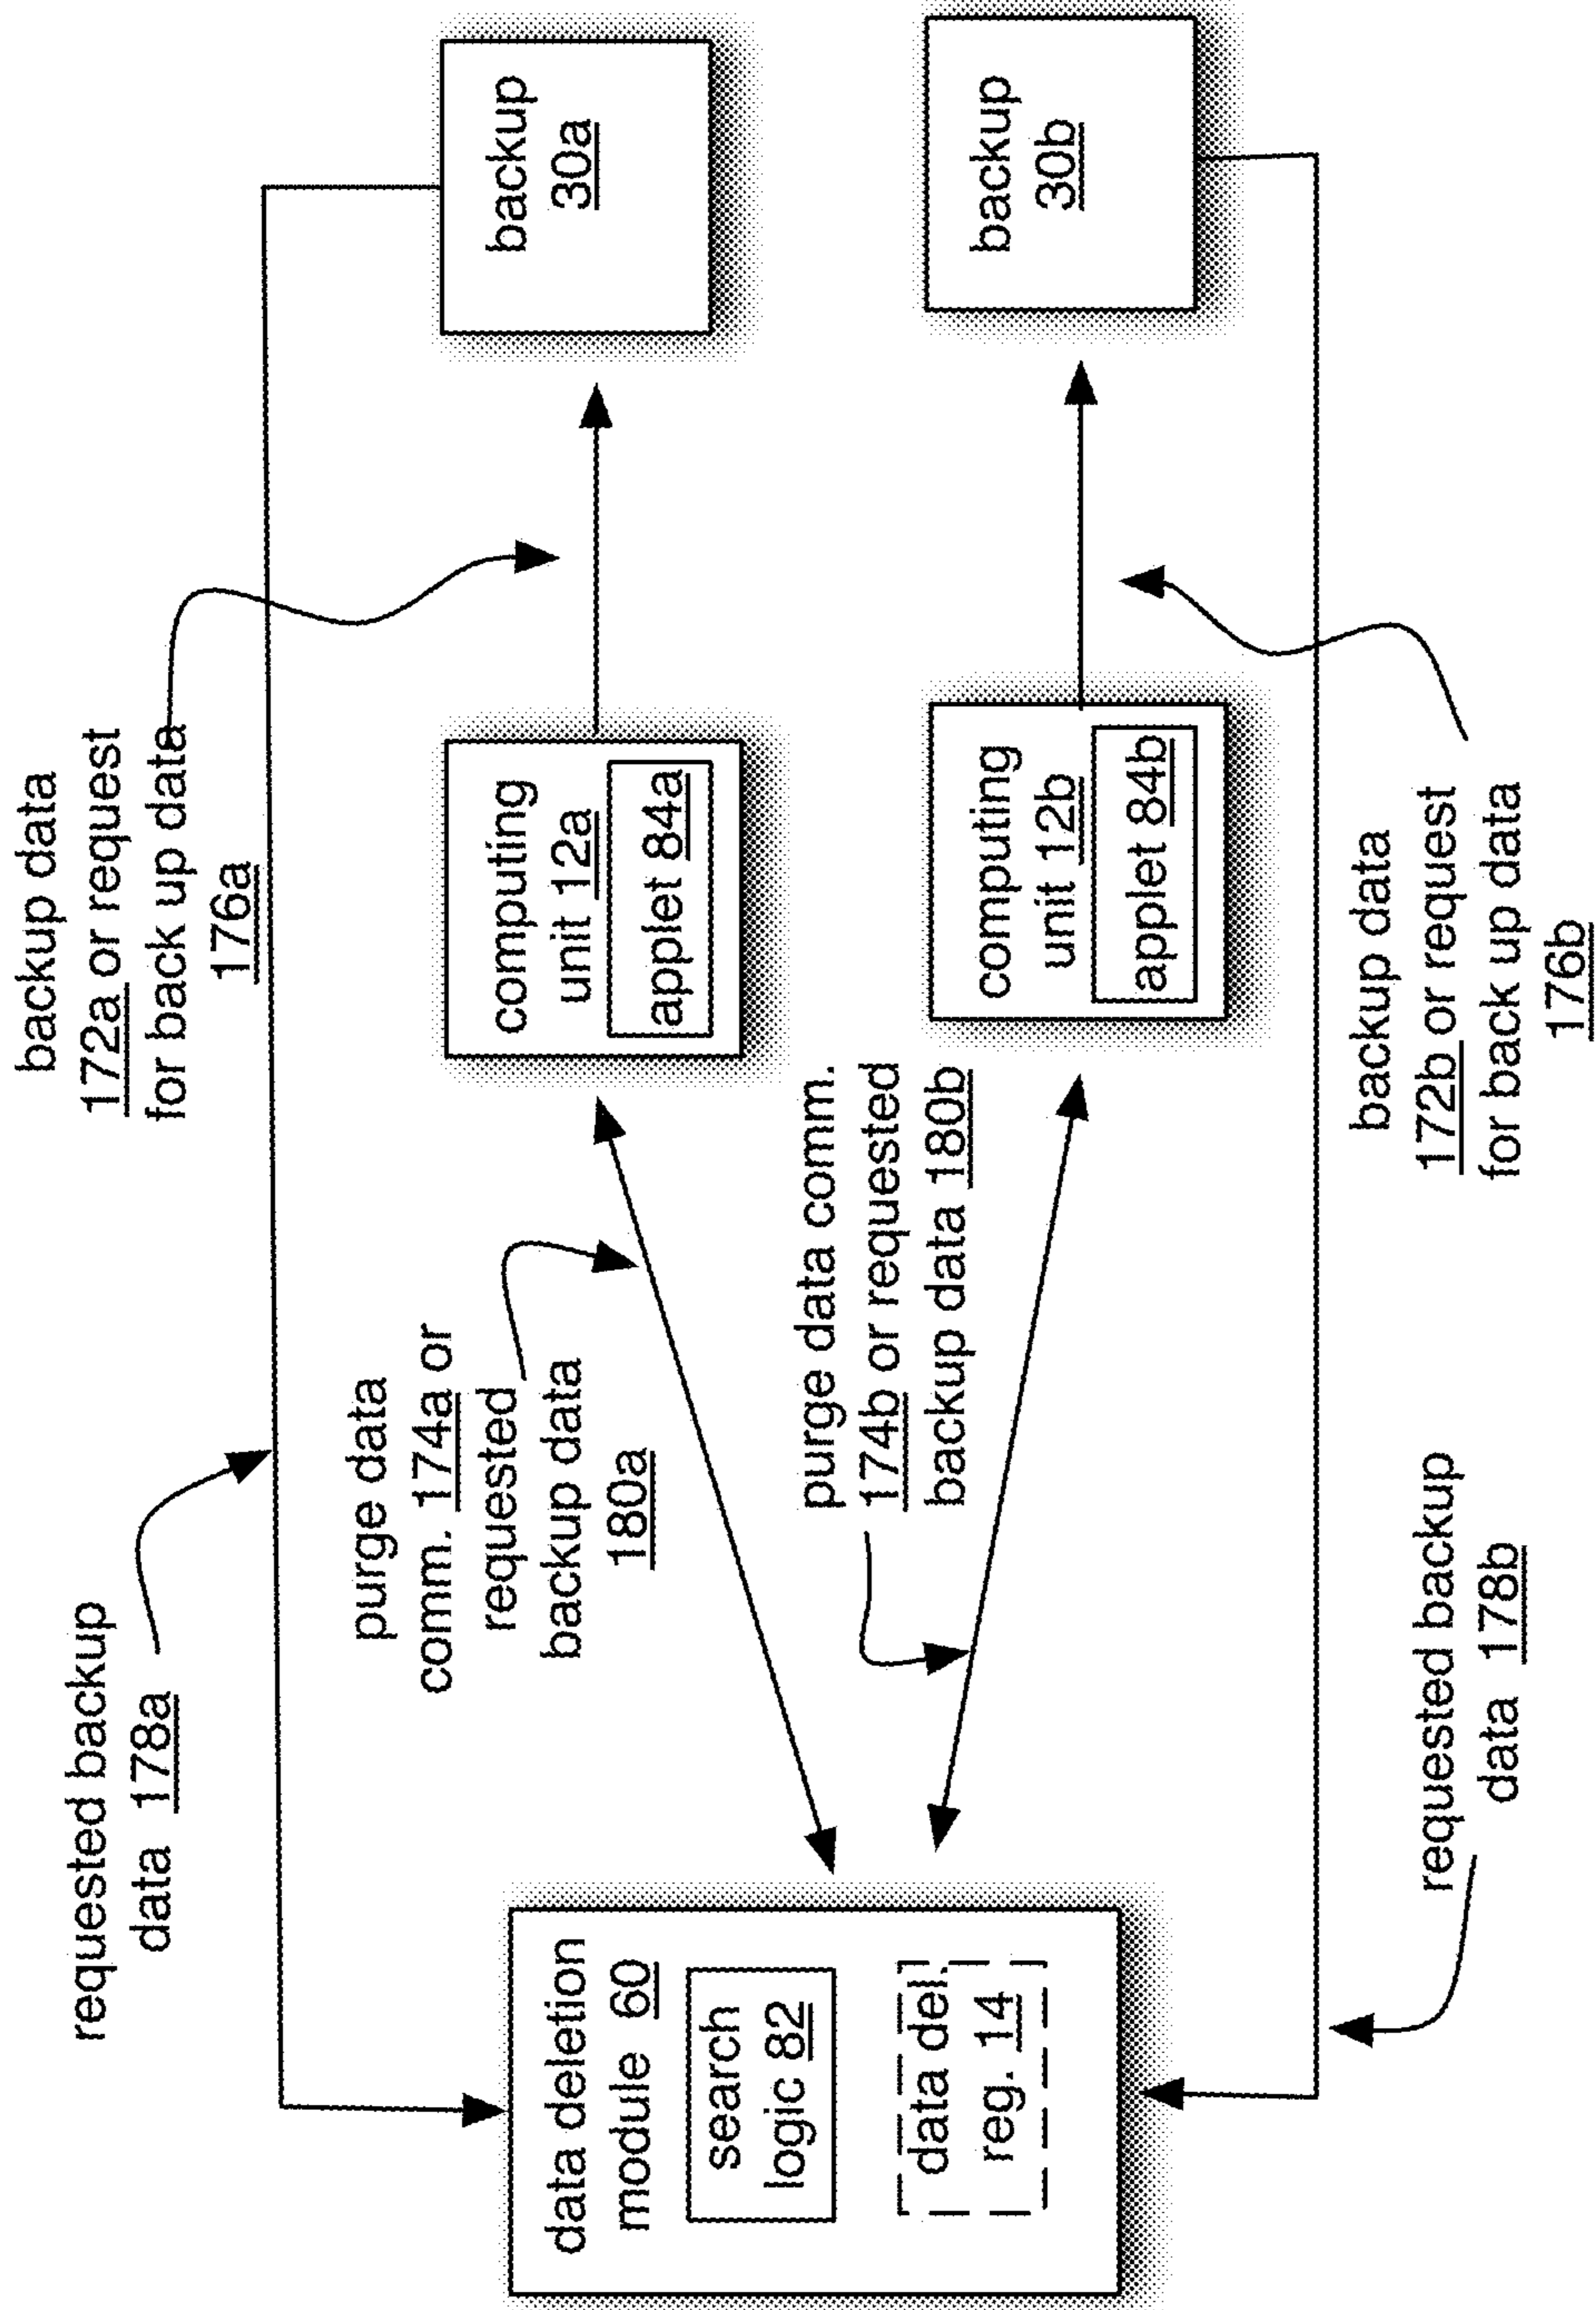 requested backup
data 178a
backup data
172a or request
for back up date
176a
purge data
comm. 174a or
requested
backup data
180a
data deletion
module 60
search
logic 82
data del.
reg. 14
computing
unit 12a
applet 84a
backup
30a
purge data comm.
174b or requested
backup data 180b
computing
unit 12b
applet 84b
backup
30b
requested backup
data 178b
backup data
172b or request
for back up data
176b